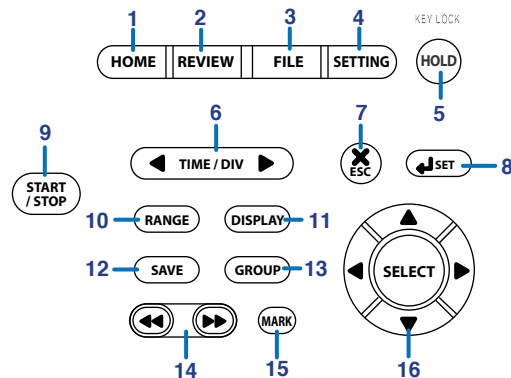 1 2 3 4 KEY LOCK
HOME REVIEW FILE SETTING HOLD
5
6 7
9
TIME / DIV
ESC
SET 8
START
/ STOP
10 RANGE DISPLAY 11
12 SAVE GROUP 13
SELECT
MARK
14 15 16